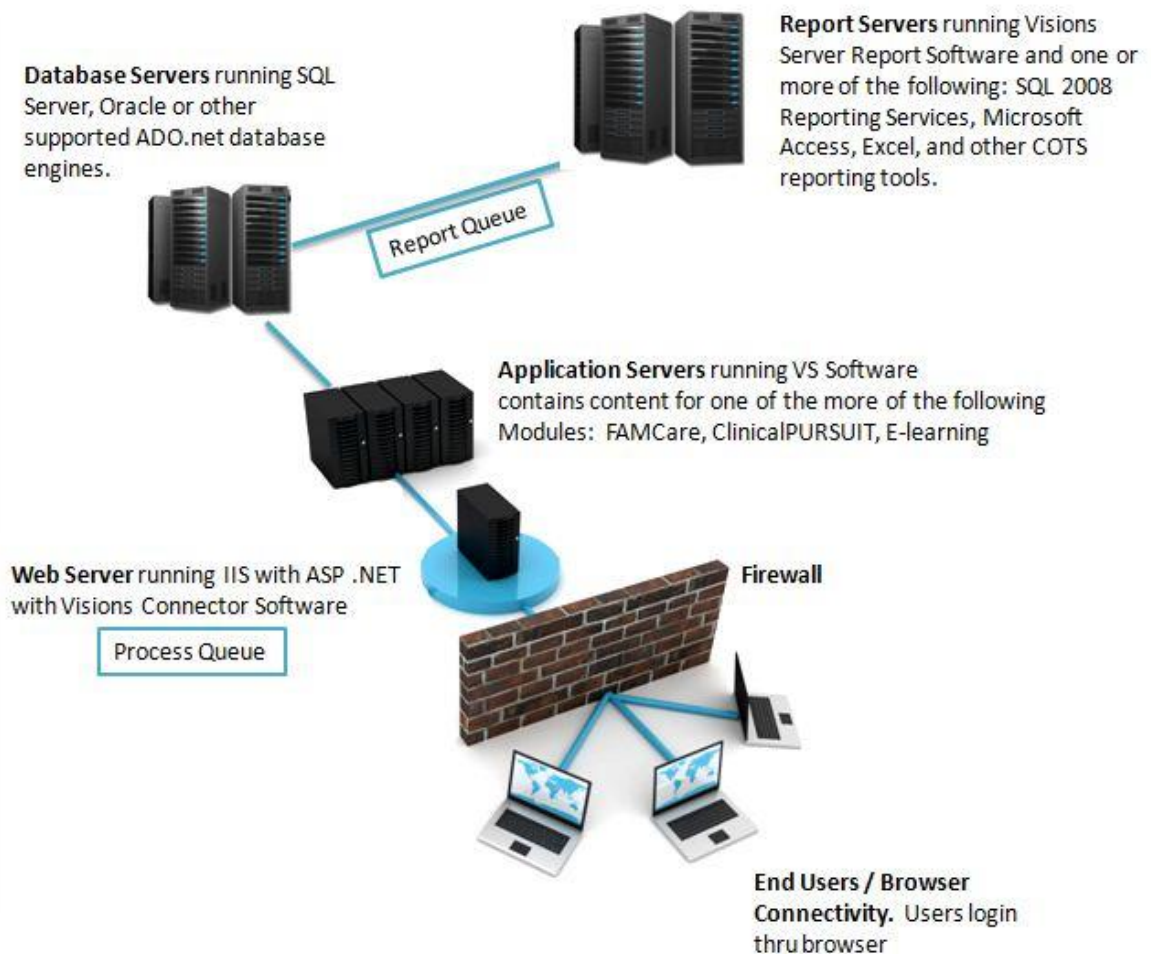 Database Servers running SQL
Server, Oracle or other
supported ADO.net database
engines.
Report Servers running Visions
Server Report Software and one or
more of the following: SQL 2008
Reporting Services, Microsoft
Access, Excel, and other COTS
reporting tools.
Report Queue
Application Servers running VS Software
contains content for one of the more of the following
Modules: FAMCare, ClinicalPURSUIT, E-learning
Web Server running IIS with ASP .NET
with Visions Connector Software
Process Queue
Firewall
End Users / Browser
Connectivity. Users login
thru browser